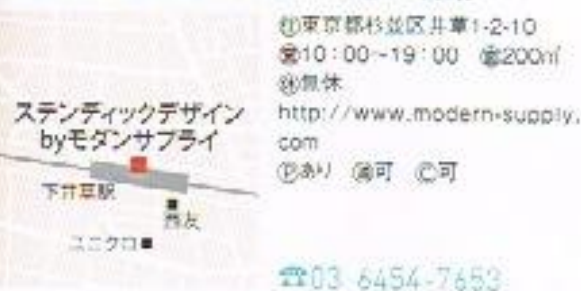 ステンディックデザイン
byモダンサプライ
下井草駅
西友
ユニクロ
㊟東京都杉並区井草1-2-10
㊡10:00~19:00 ㊢200㎡
㊡無休
http://www.modern-supply.
com
Ⓟあり 可 Ⓒ可
☎03 6454-7653